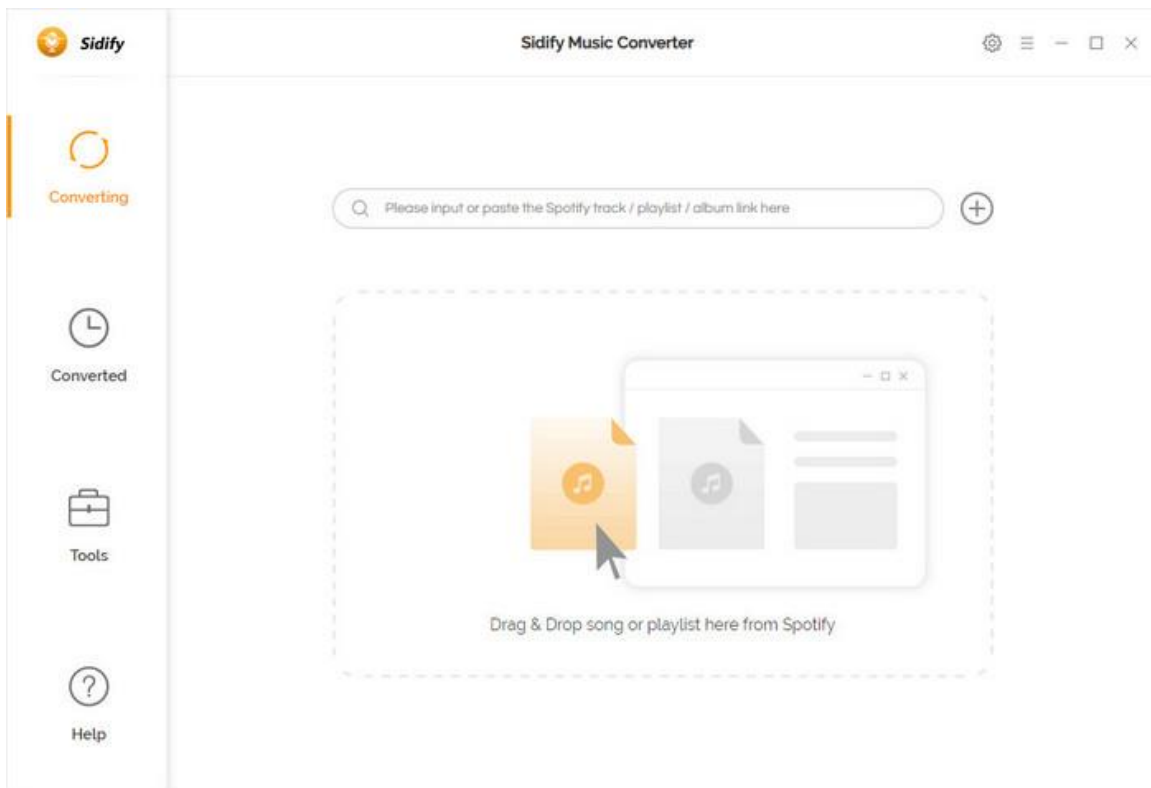 Sidify
Sidify Music Converter
Converting
Please input or paste the Spotify track / playlist / album link here
Converted
Tools
Drag & Drop song or playlist here from Spotify
Help